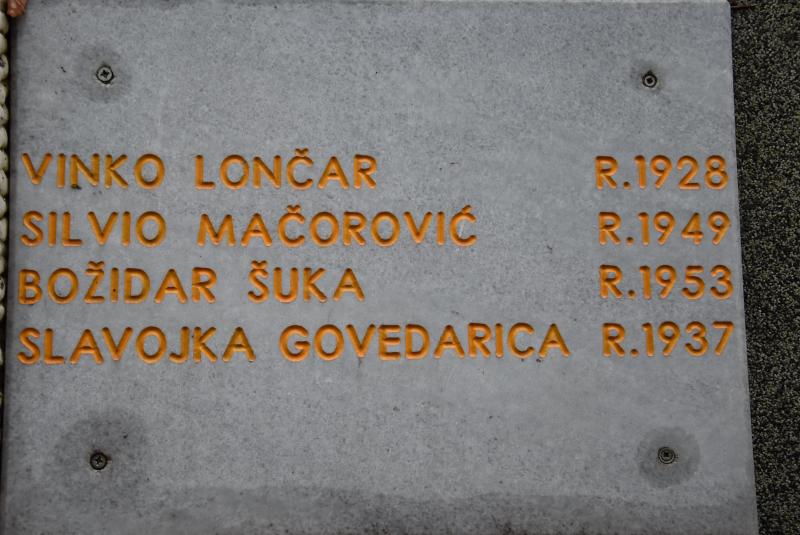 VINKO LONČAR R.1928
SILVIO MAČOROVIĆ R.1949
BOŽIDAR ŠUKA R.1953
SLAVOJKA GOVEDARICA R.1937